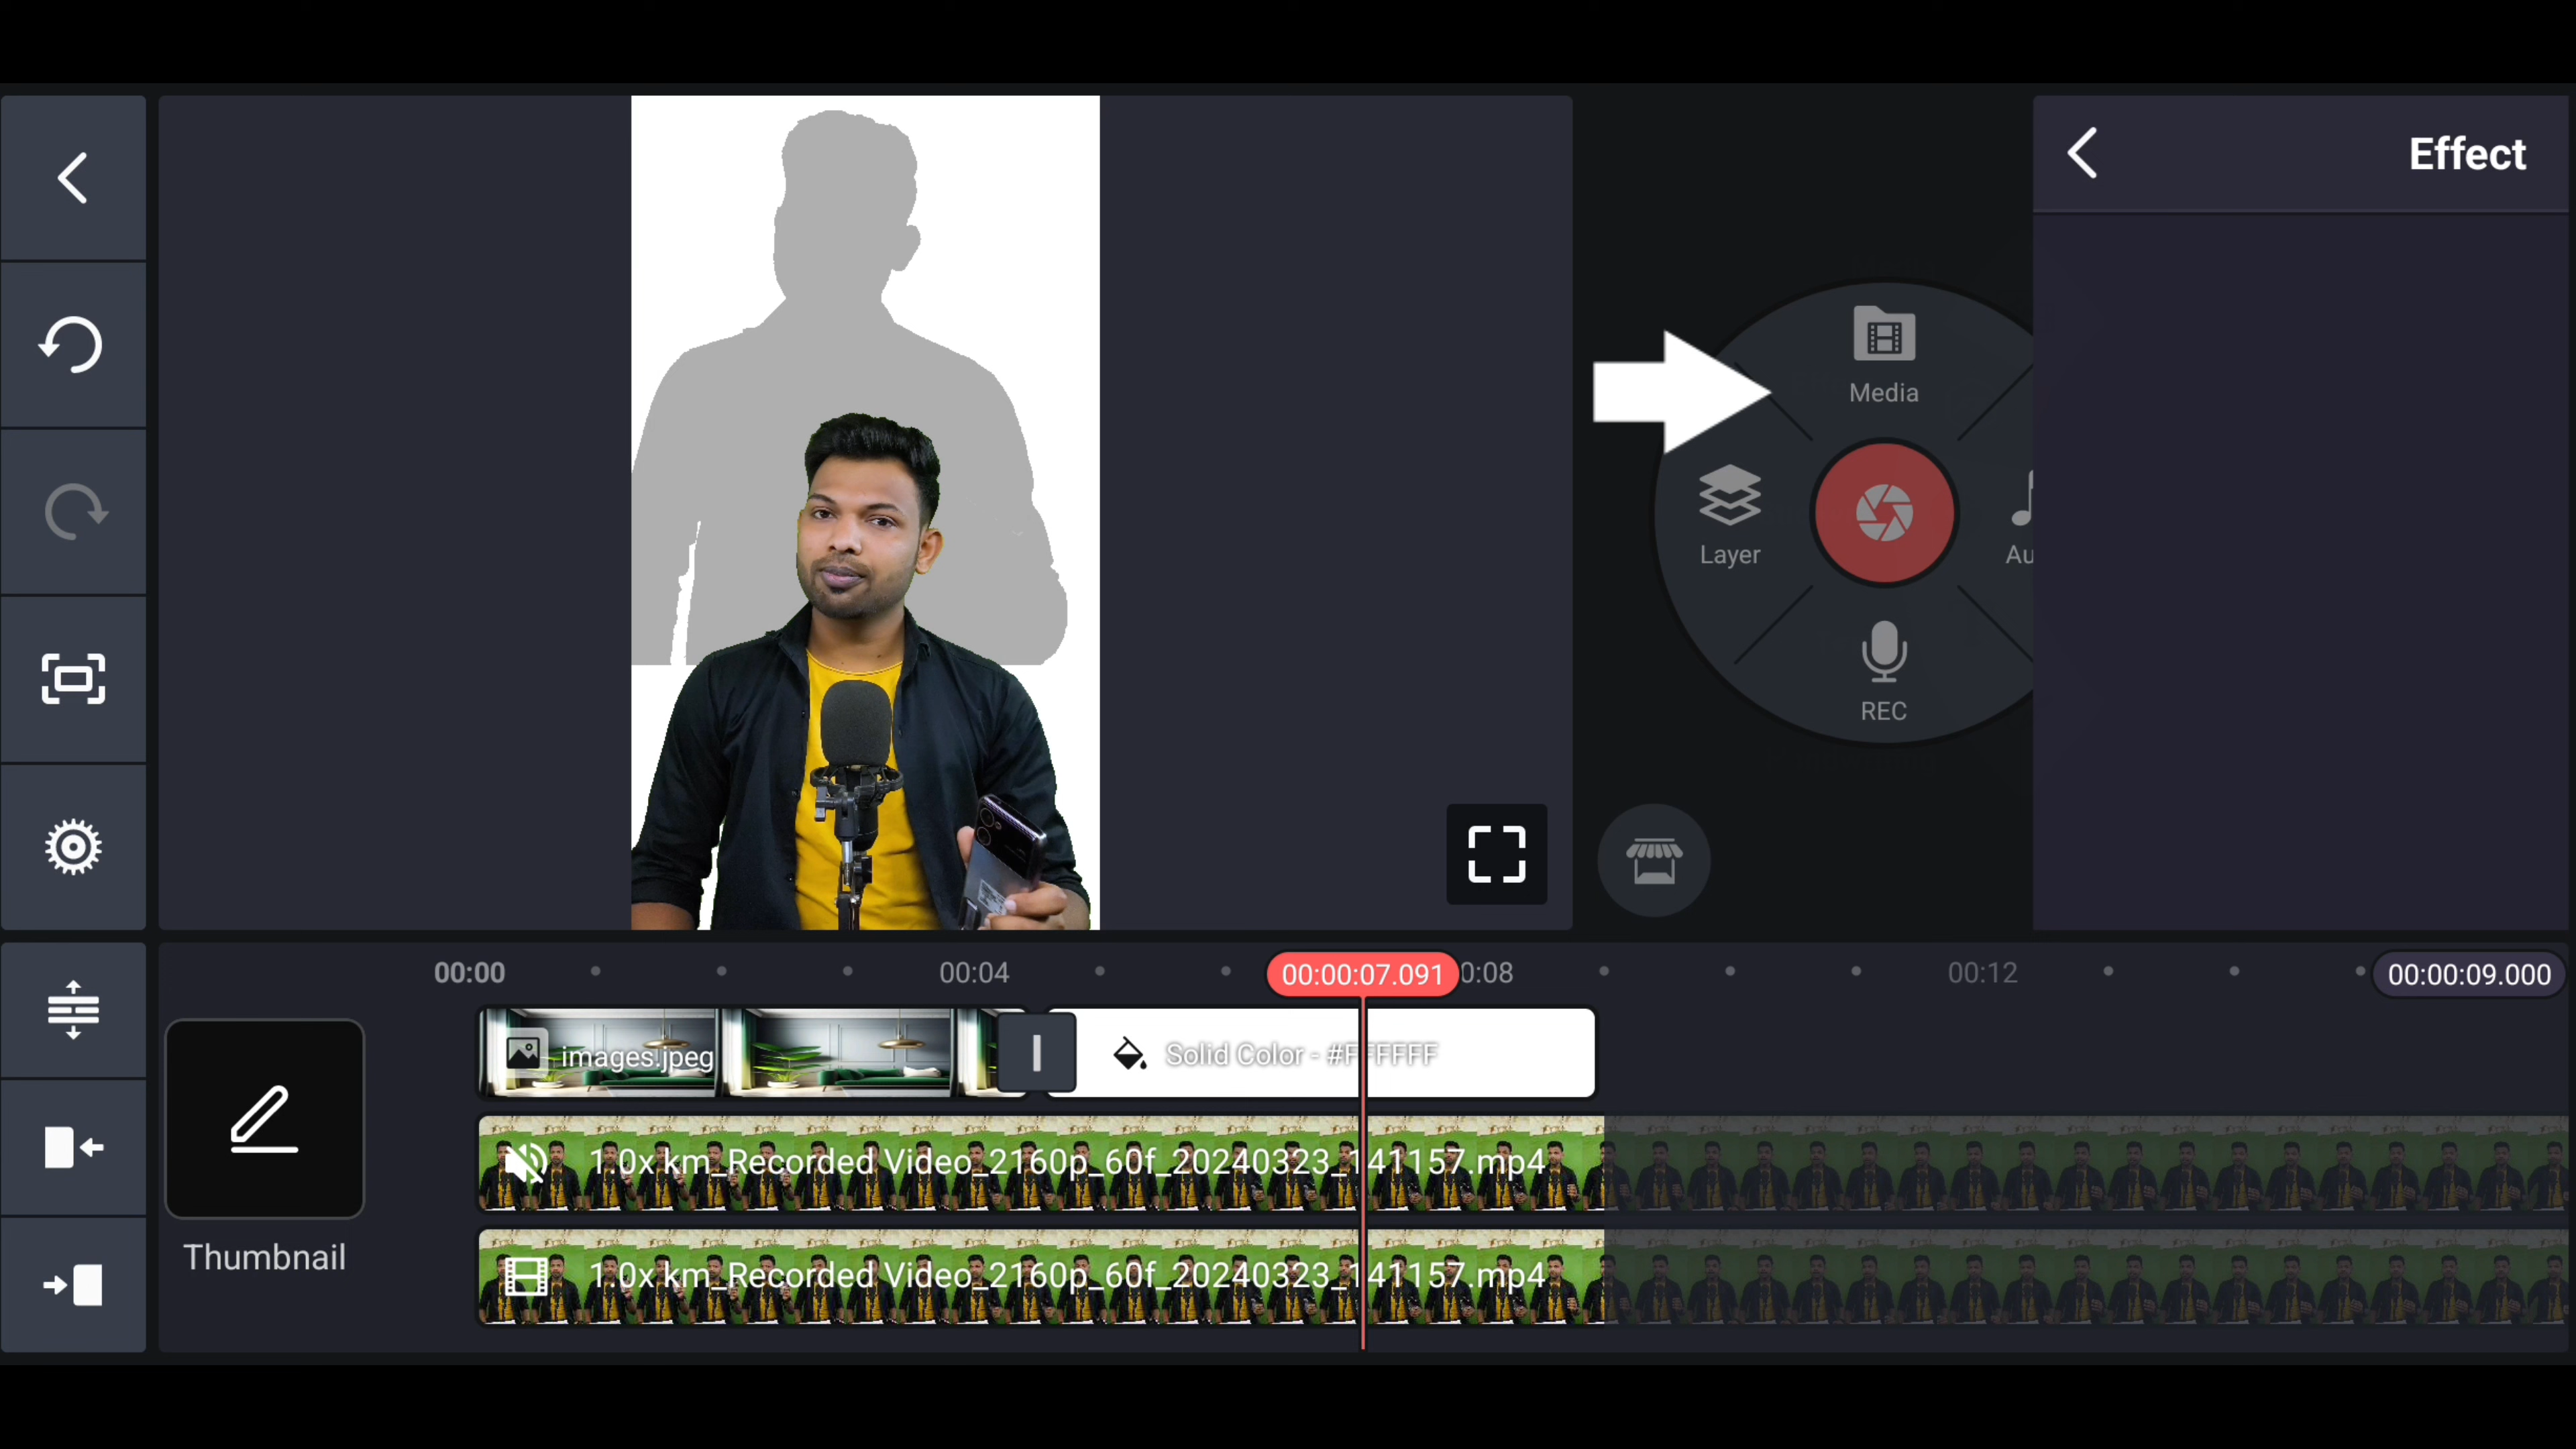 Effect
Media
Layer
Au
REC
00:00
00:04
00:00:07.091
0:08
00:12
00:00:09.000
images.jpeg
Solid Color - #FFFFFF
1.0x km_Recorded Video_2160p_60f_20240323_141157.mp4
Thumbnail
1.0x km_Recorded Video_2160p_60f_20240323_141157.mp4